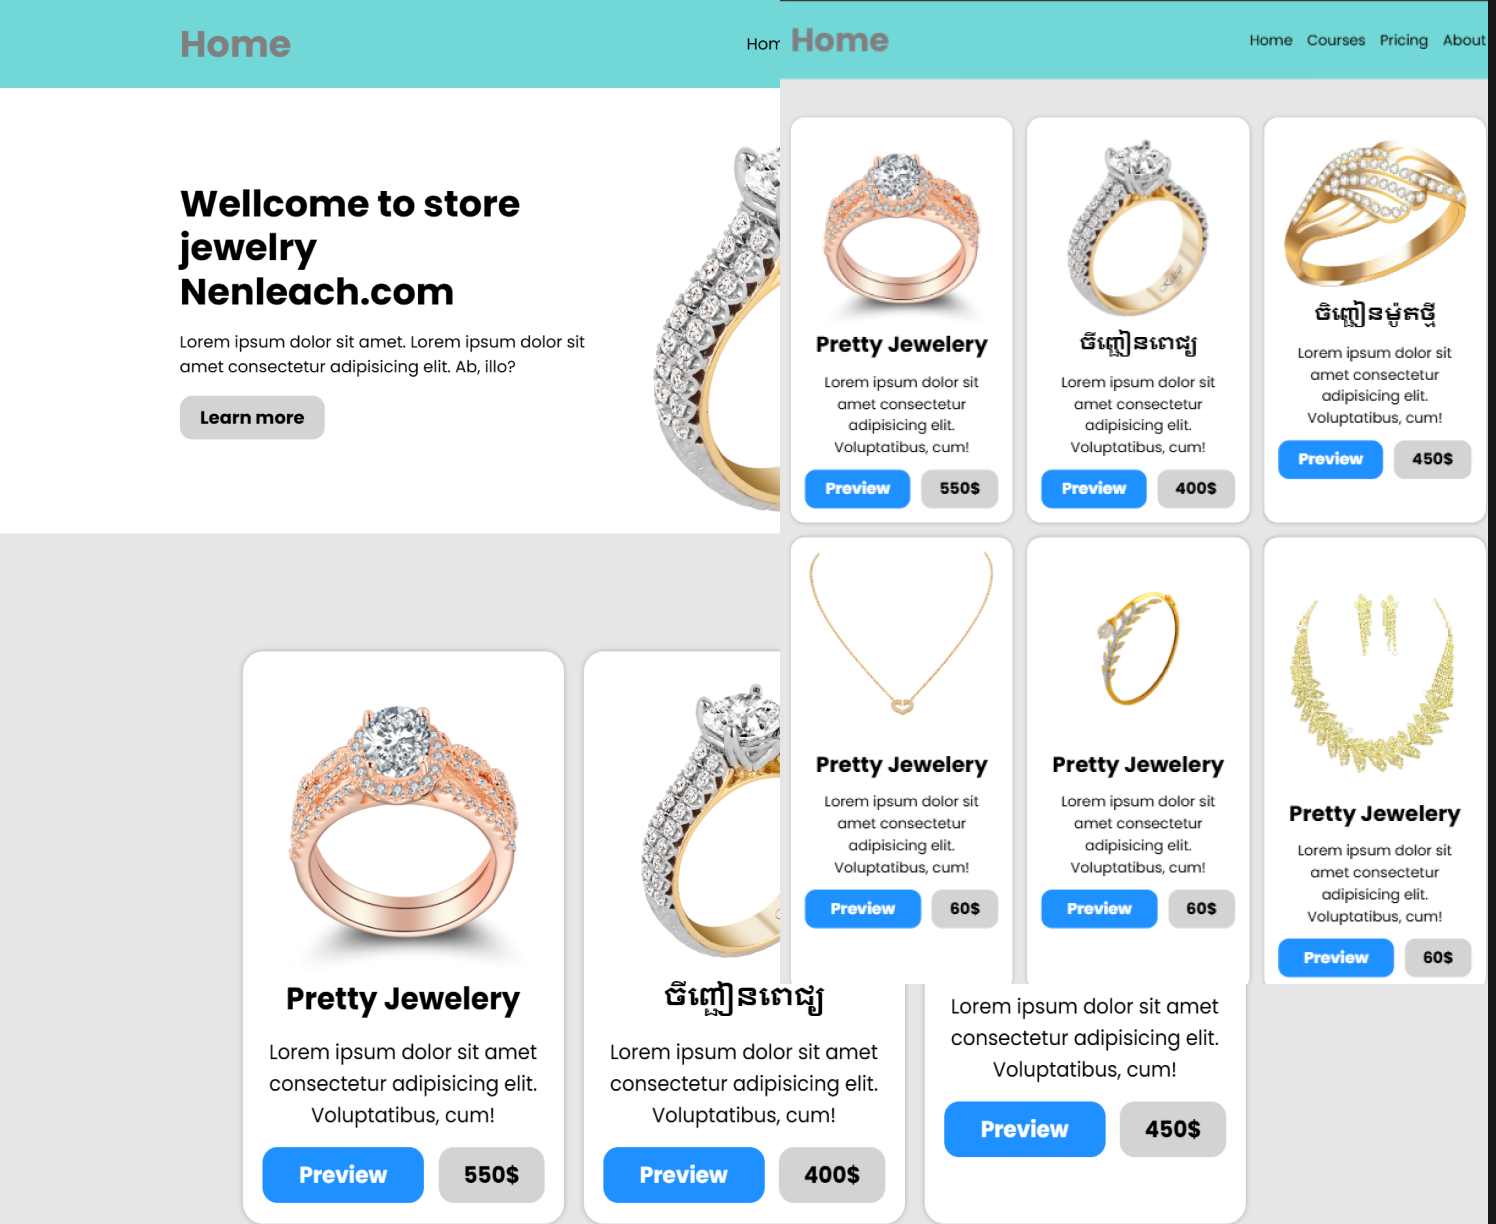 Home
Hom
Wellcome to store
jewelry
Nenleach.com
Lorem ipsum dolor sit amet. Lorem ipsum dolor sit
amet consectetur adipisicing elit. Ab, illo?
Learn more
Home
Home Courses Pricing About
Pretty Jewelery
Lorem ipsum dolor sit
amet consectetur
adipisicing elit.
Voluptatibus, cum!
Preview 550$
ចិញ្ចៀនពេជ្យ
Lorem ipsum dolor sit
amet consectetur
adipisicing elit.
Voluptatibus, cum!
Preview 400$
ចិញ្ចៀនម៉ូតថ្មី
Lorem ipsum dolor sit
amet consectetur
adipisicing elit.
Voluptatibus, cum!
Preview 450$
Pretty Jewelery
Lorem ipsum dolor sit
amet consectetur
adipisicing elit.
Voluptatibus, cum!
Preview 60$
Pretty Jewelery
Lorem ipsum dolor sit
amet consectetur
adipisicing elit.
Voluptatibus, cum!
Preview 60$
Pretty Jewelery
Lorem ipsum dolor sit
amet consectetur
adipisicing elit.
Voluptatibus, cum!
Preview 60$
Pretty Jewelery
Lorem ipsum dolor sit amet
consectetur adipisicing elit.
Voluptatibus, cum!
Preview 550$
ចិញ្ចៀនពេជ្យ
Lorem ipsum dolor sit amet
consectetur adipisicing elit.
Voluptatibus, cum!
Preview 400$
Lorem ipsum dolor sit amet
consectetur adipisicing elit.
Voluptatibus, cum!
Preview 450$